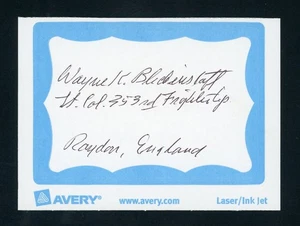 Wayne K. Blickenstaff
Lt. Col. 353rd Fighter Gp
Raydon, England
AVERY® www.avery.com Laser/Ink Jet